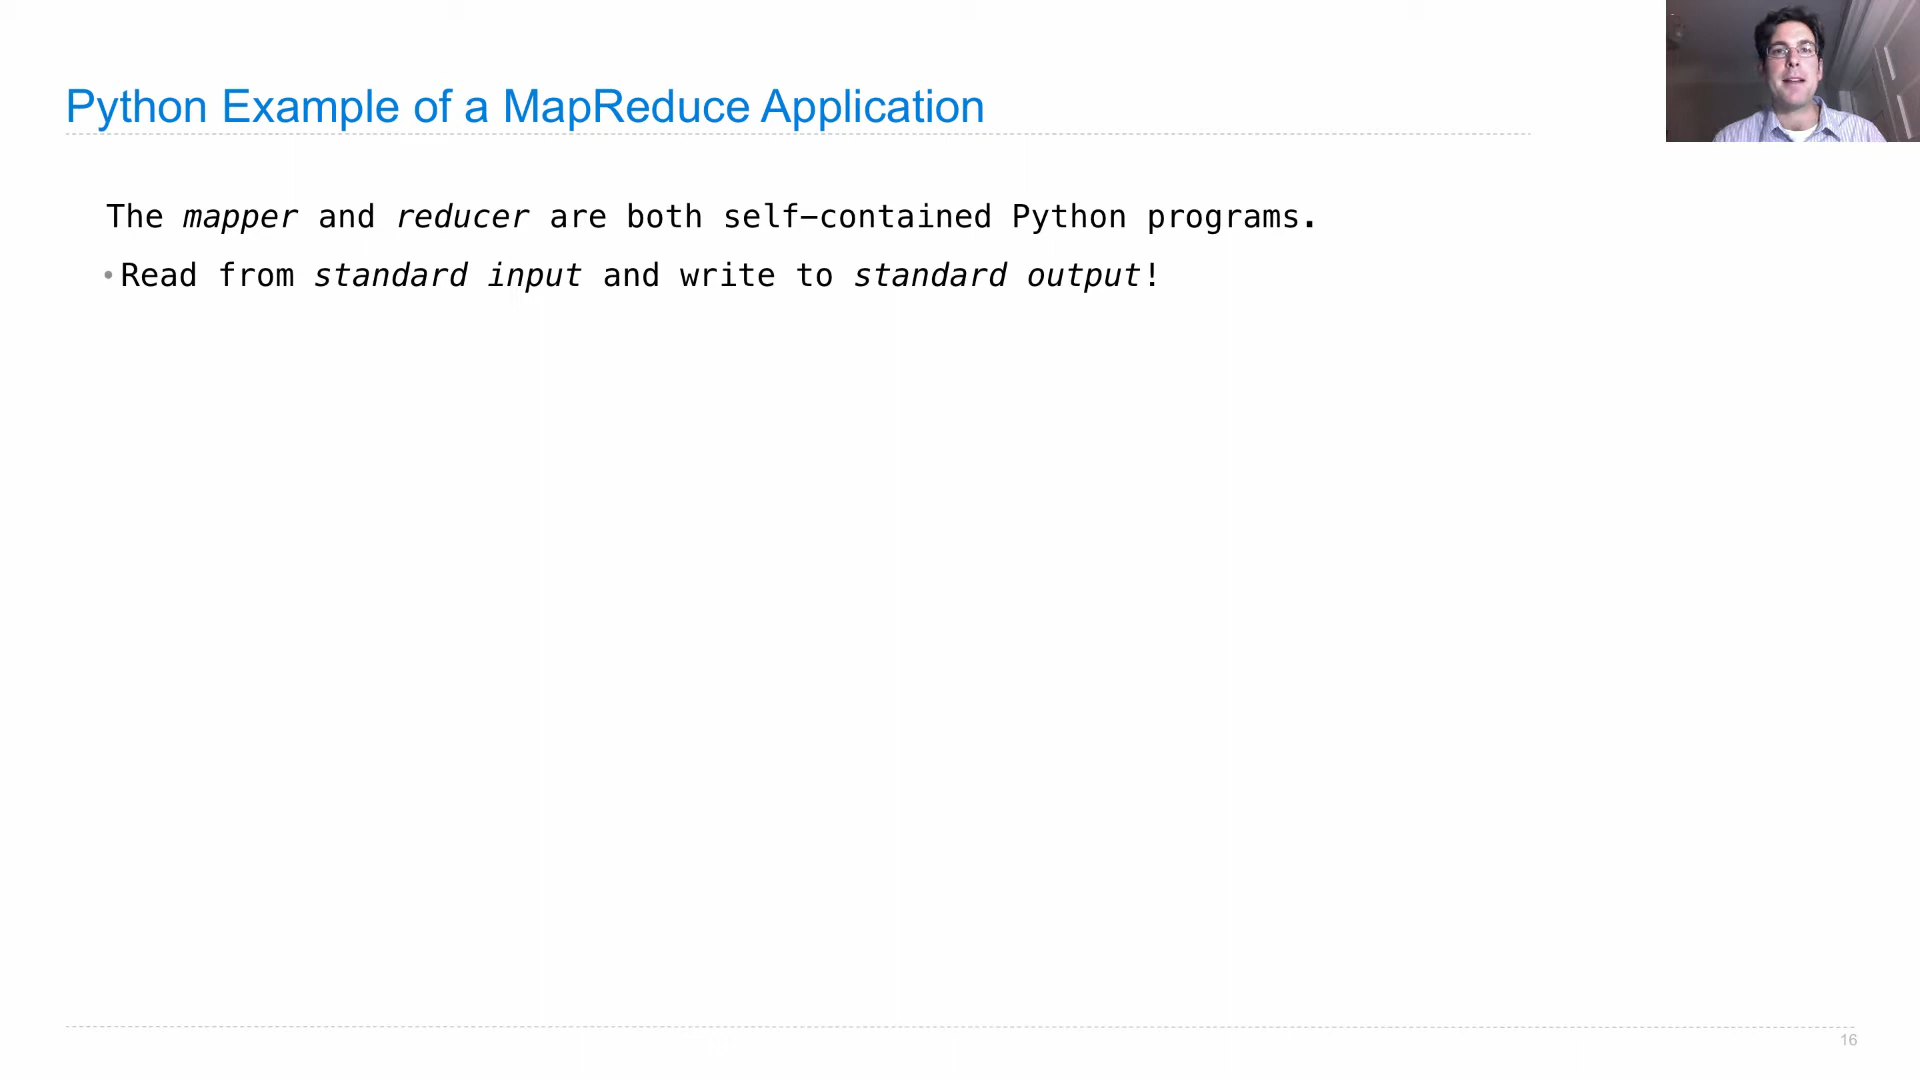 Python Example of a MapReduce Application
The mapper and reducer are both self-contained Python programs.
•Read from standard input and write to standard output!
16